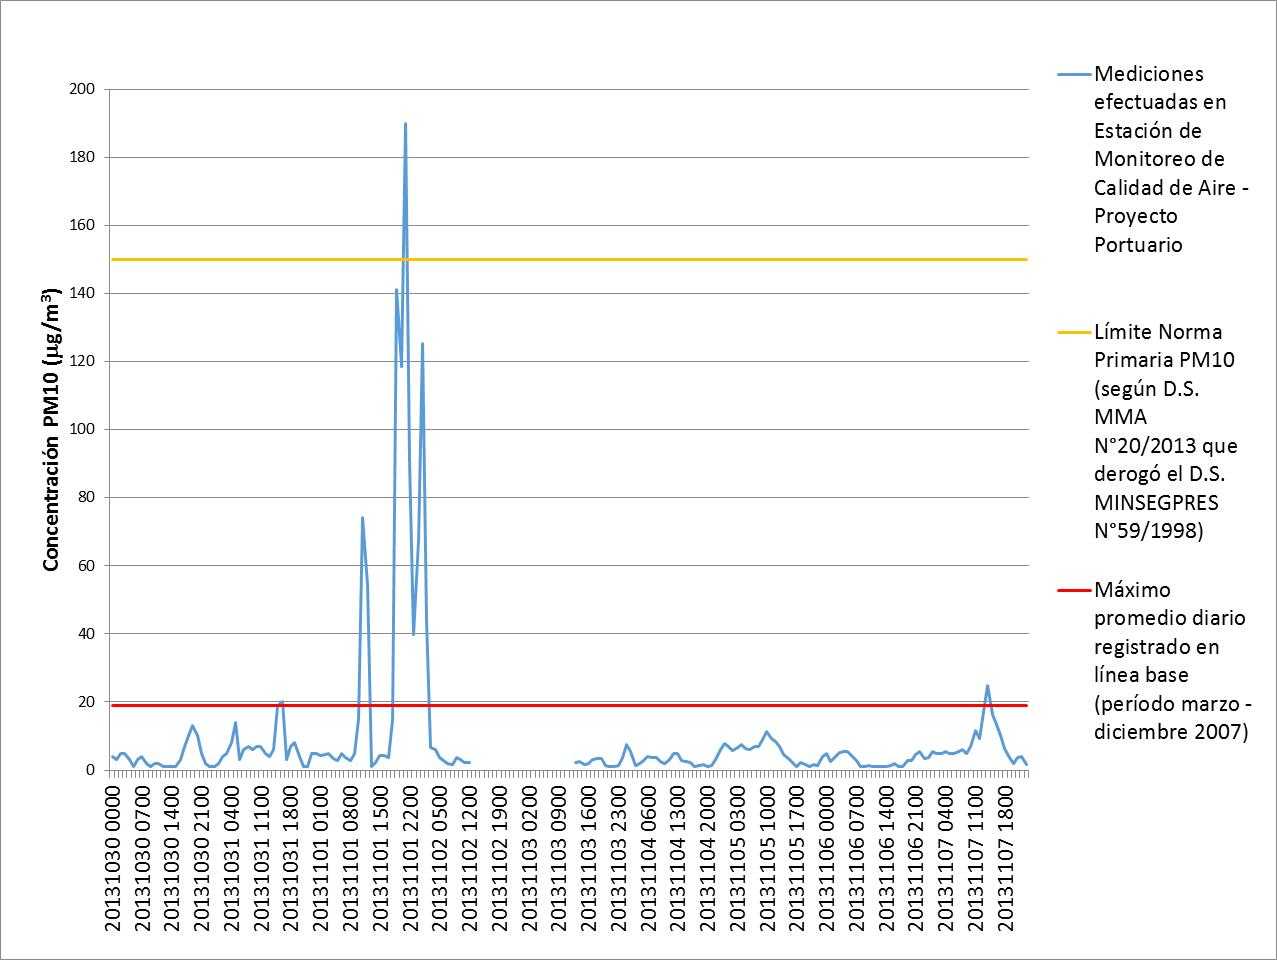 200
180
160
140
120
100
80
60
40
20
0
Concentración PM10 (µg/m³)
20131030 0000
20131030 0700
20131030 1400
20131030 2100
20131031 0400
20131031 1100
20131031 1800
20131101 0100
20131101 0800
20131101 1500
20131101 2200
20131102 0500
20131102 1200
20131102 1900
20131103 0200
20131103 0900
20131103 1600
20131103 2300
20131104 0600
20131104 1300
20131104 2000
20131105 0300
20131105 1000
20131105 1700
20131106 0000
20131106 0700
20131106 1400
20131106 2100
20131107 0400
20131107 1100
20131107 1800
Mediciones
efectuadas en
Estación de
Monitoreo de
Calidad de Aire -
Proyecto
Portuario
Límite Norma
Primaria PM10
(según D.S.
MMA
N°20/2013 que
derogó el D.S.
MINSEGPRES
N°59/1998)
Máximo
promedio diario
registrado en
línea base
(período marzo -
diciembre 2007)